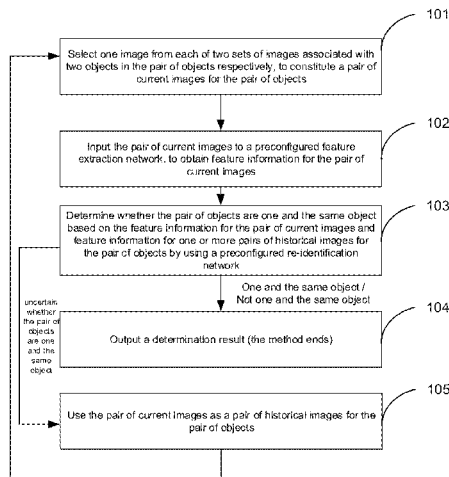 101
Select one image from each of two sets of images associated with
two objects in the pair of objects respectively, to constitute a pair of
current images for the pair of objects
102
Input the pair of current images to a preconfigured feature
extraction network, to obtain feature information for the pair of
current images
103
Determine whether the pair of objects are one and the same object
based on the feature information for the pair of current images and
feature information for one or more pairs of historical images for
the pair of objects by using a preconfigured re-identification
network
One and the same object /
Not one and the same object
uncertain
whether
the pair of
objects
are one
and the
same
object
104
Output a determination result (the method ends)
105
Use the pair of current images as a pair of historical images for the
pair of objects